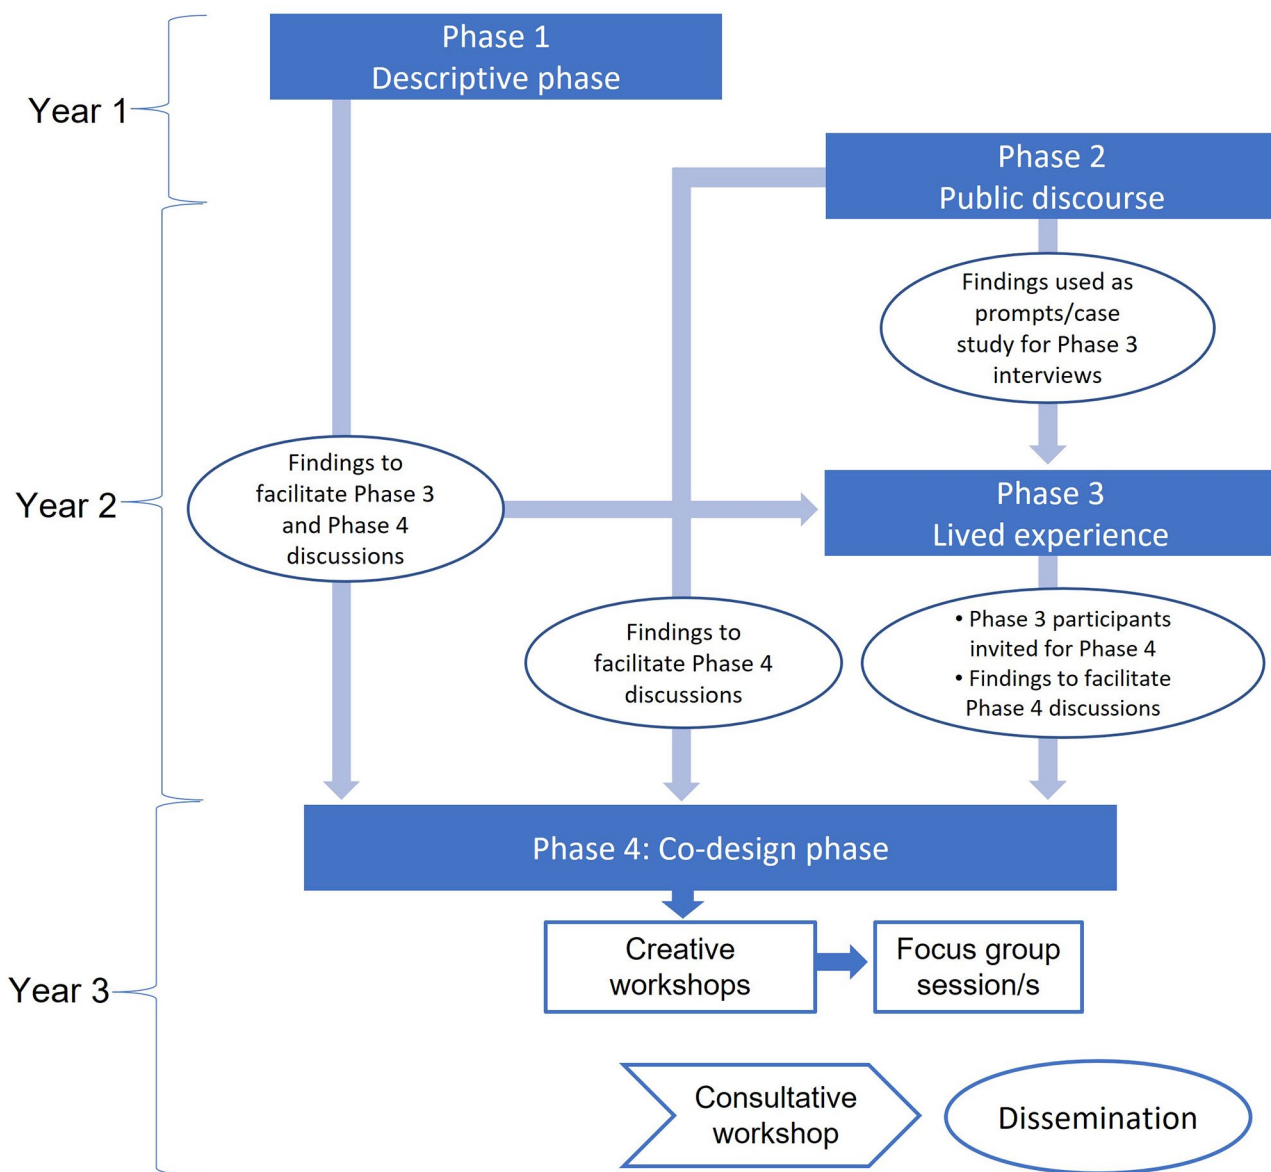 Phase 1
Descriptive phase
Year 1
Phase 2
Public discourse
Findings used as
prompts/case
study for Phase 3
interviews
Findings to
facilitate Phase 3
and Phase 4
discussions
Year 2
Phase 3
Lived experience
Findings to
facilitate Phase 4
discussions
• Phase 3 participants
invited for Phase 4
• Findings to facilitate
Phase 4 discussions
Phase 4: Co-design phase
Creative
workshops
Focus group
session/s
Year 3
Consultative
workshop
Dissemination